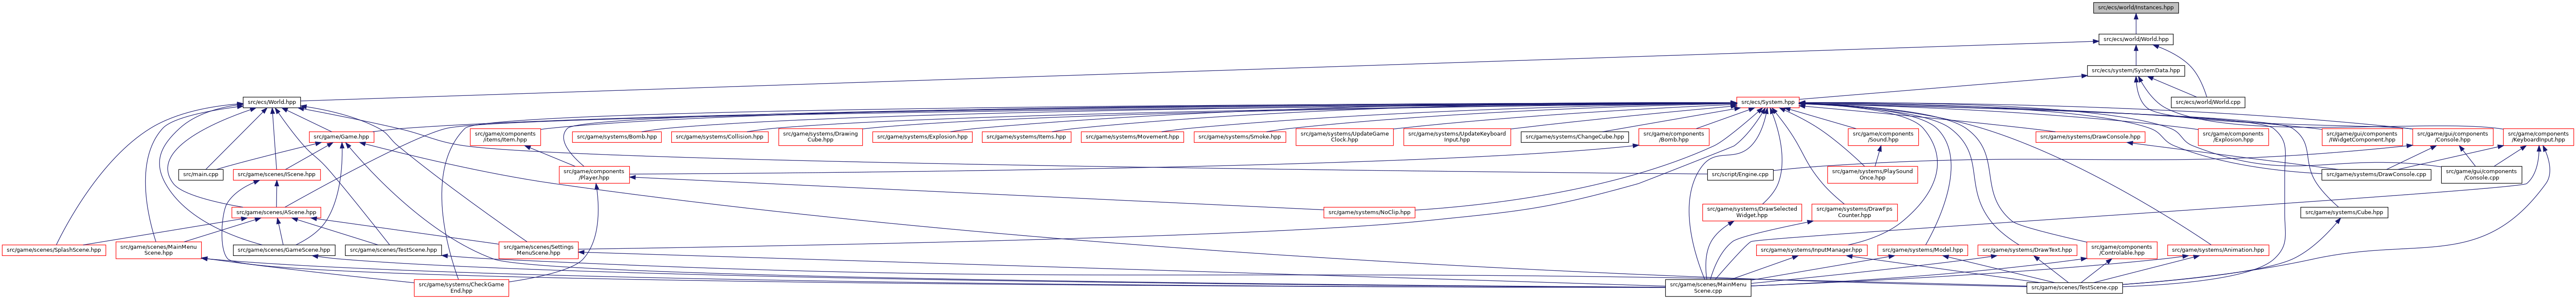 src/ecs/world/Instances.hpp
src/ecs/world/World.hpp
src/ecs/system/SystemData.hpp
src/ecs/World.hpp
src/ecs/System.hpp
src/ecs/world/World.cpp
src/game/Game.hpp
src/game/components
/items/Item.hpp
src/game/systems/Bomb.hpp
src/game/systems/Collision.hpp
src/game/systems/Drawing
Cube.hpp
src/game/systems/Explosion.hpp
src/game/systems/Items.hpp
src/game/systems/Movement.hpp
src/game/systems/Smoke.hpp
src/game/systems/UpdateGame
Clock.hpp
src/game/systems/UpdateKeyboard
Input.hpp
src/game/systems/ChangeCube.hpp
src/game/components
/Bomb.hpp
src/game/components
/Sound.hpp
src/game/systems/DrawConsole.hpp
src/game/components
/Explosion.hpp
src/game/gui/components
/IWidgetComponent.hpp
src/game/gui/components
/Console.hpp
src/game/components
/KeyboardInput.hpp
src/main.cpp
src/game/scenes/IScene.hpp
src/game/components
/Player.hpp
src/script/Engine.cpp
src/game/systems/PlaySound
Once.hpp
src/game/systems/DrawConsole.cpp
src/game/gui/components
/Console.cpp
src/game/scenes/AScene.hpp
src/game/systems/NoClip.hpp
src/game/systems/DrawSelected
Widget.hpp
src/game/systems/DrawFps
Counter.hpp
src/game/systems/Cube.hpp
src/game/scenes/SplashScene.hpp
src/game/scenes/MainMenu
Scene.hpp
src/game/scenes/GameScene.hpp
src/game/scenes/TestScene.hpp
src/game/scenes/Settings
Menu/Scene.hpp
src/game/systems/InputManager.hpp
src/game/systems/Model.hpp
src/game/systems/DrawText.hpp
src/game/components
/Controlable.hpp
src/game/systems/Animation.hpp
src/game/systems/CheckGame
End.hpp
src/game/scenes/MainMenu
Scene.cpp
src/game/scenes/TestScene.cpp